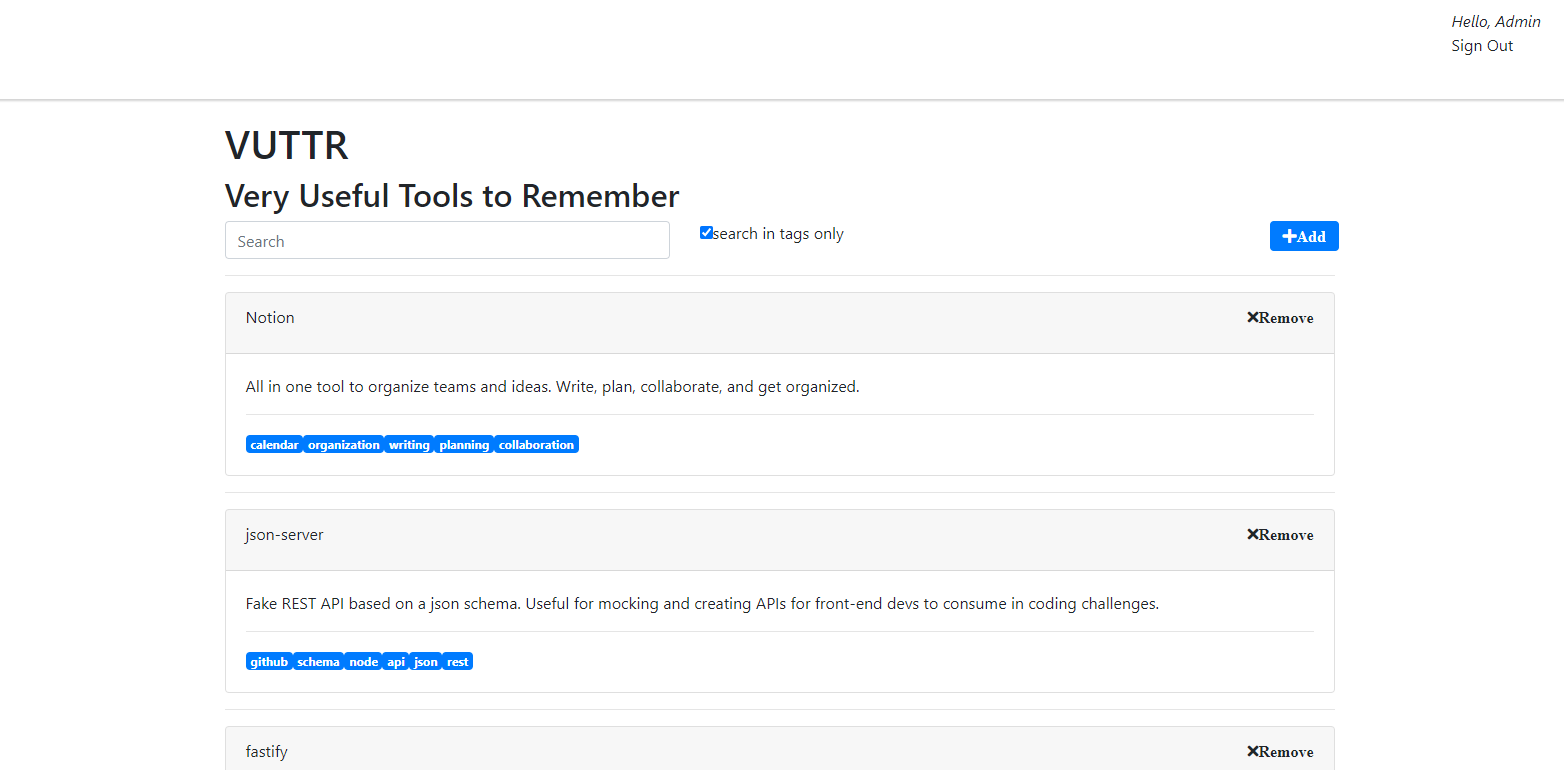 Hello, Admin
Sign Out
VUTTR
Very Useful Tools to Remember
Search
search in tags only
Add
Notion
Remove
All in one tool to organize teams and ideas. Write, plan, collaborate, and get organized.
calendar organization writing planning collaboration
json-server
Remove
Fake REST API based on a json schema. Useful for mocking and creating APIs for front-end devs to consume in coding challenges.
github schema node api json rest
fastify
Remove